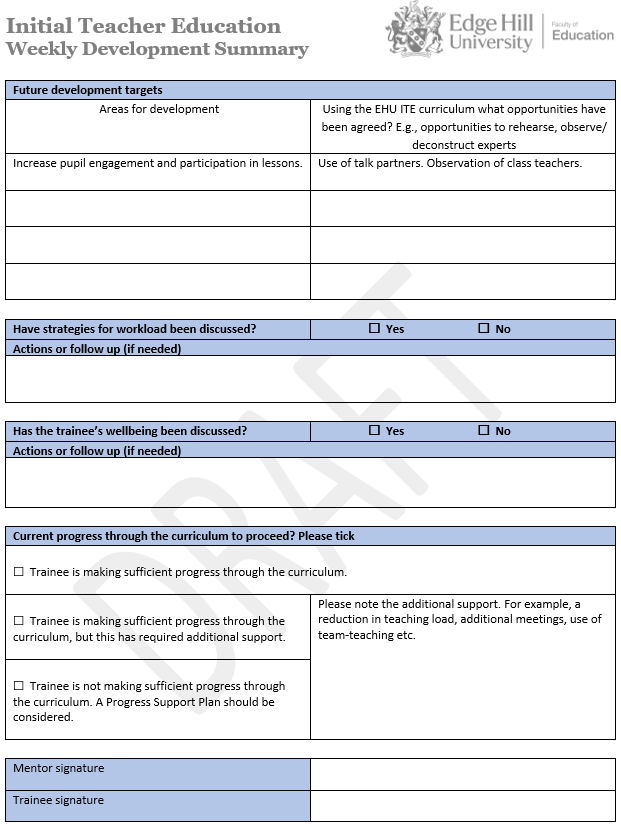 Initial Teacher Education
Weekly Development Summary
Edge Hill
University
Faculty of
Education
Future development targets
Areas for development
Using the EHU ITE curriculum what opportunities have
been agreed? E.g., opportunities to rehearse, observe/
deconstruct experts
Increase pupil engagement and participation in lessons.
Use of talk partners. Observation of class teachers.
Have strategies for workload been discussed?
☐ Yes
☐ No
Actions or follow up (if needed)
Has the trainee’s wellbeing been discussed?
☐ Yes
☐ No
Actions or follow up (if needed)
Current progress through the curriculum to proceed? Please tick
☐ Trainee is making sufficient progress through the curriculum.
☐ Trainee is making sufficient progress through the
curriculum, but this has required additional support.
Please note the additional support. For example, a
reduction in teaching load, additional meetings, use of
team-teaching etc.
☐ Trainee is not making sufficient progress through
the curriculum. A Progress Support Plan should be
considered.
Mentor signature
Trainee signature
DRAFT